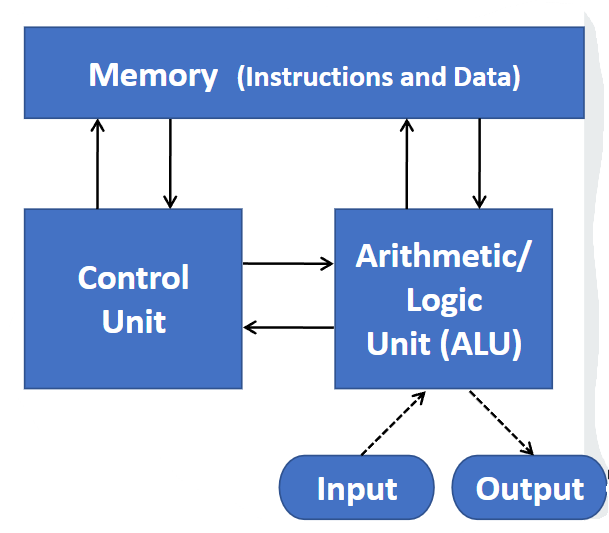 Memory (Instructions and Data)
Control
Unit
Arithmetic/
Logic
Unit (ALU)
Input
Output